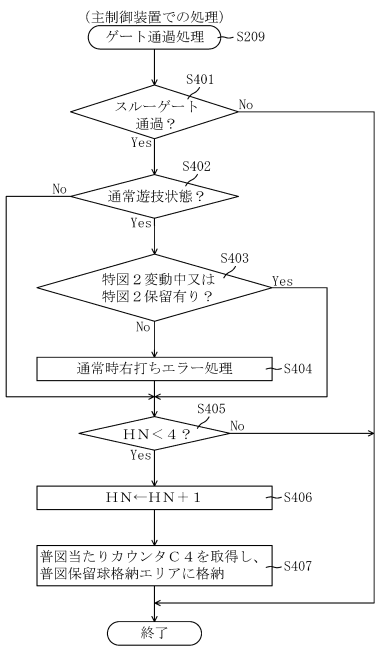 (主制御装置での処理)
ゲート通過処理
S209
S401
スルーゲート
通過？
No
Yes
S402
通常遊技状態？
No
Yes
S403
特図２変動中又は
特図２保留有り？
Yes
No
通常時右打ちエラー処理
S404
S405
ＨＮ＜４？
No
Yes
ＨＮ←ＨＮ＋１
S406
普図当たりカウンタＣ４を取得し、
普図保留球格納エリアに格納
S407
終了